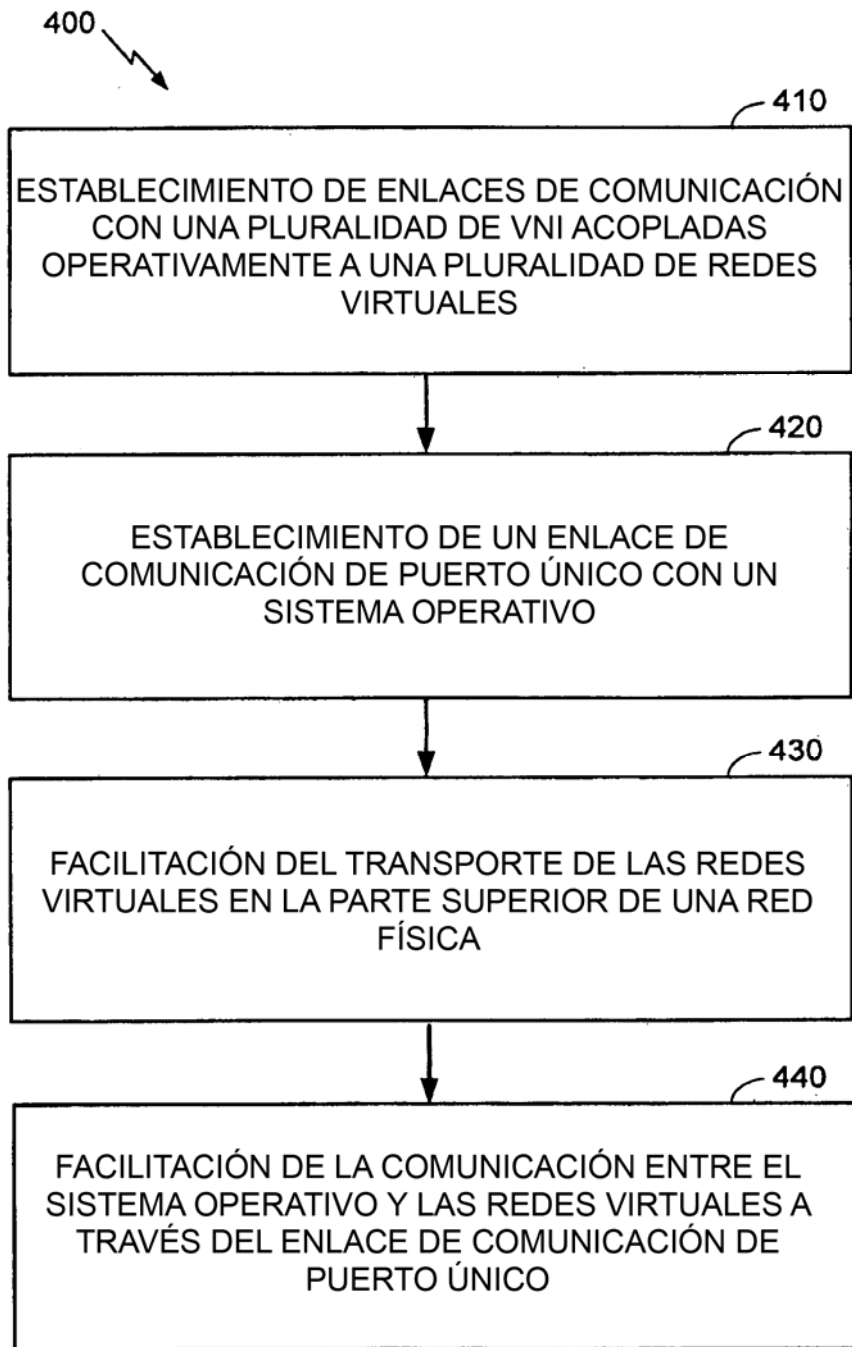 400
410
ESTABLECIMIENTO DE ENLACES DE COMUNICACIÓN
CON UNA PLURALIDAD DE VNI ACOPLADAS
OPERATIVAMENTE A UNA PLURALIDAD DE REDES
VIRTUALES
420
ESTABLECIMIENTO DE UN ENLACE DE
COMUNICACIÓN DE PUERTO ÚNICO CON UN
SISTEMA OPERATIVO
430
FACILITACIÓN DEL TRANSPORTE DE LAS REDES
VIRTUALES EN LA PARTE SUPERIOR DE UNA RED
FÍSICA
440
FACILITACIÓN DE LA COMUNICACIÓN ENTRE EL
SISTEMA OPERATIVO Y LAS REDES VIRTUALES A
TRAVÉS DEL ENLACE DE COMUNICACIÓN DE
PUERTO ÚNICO